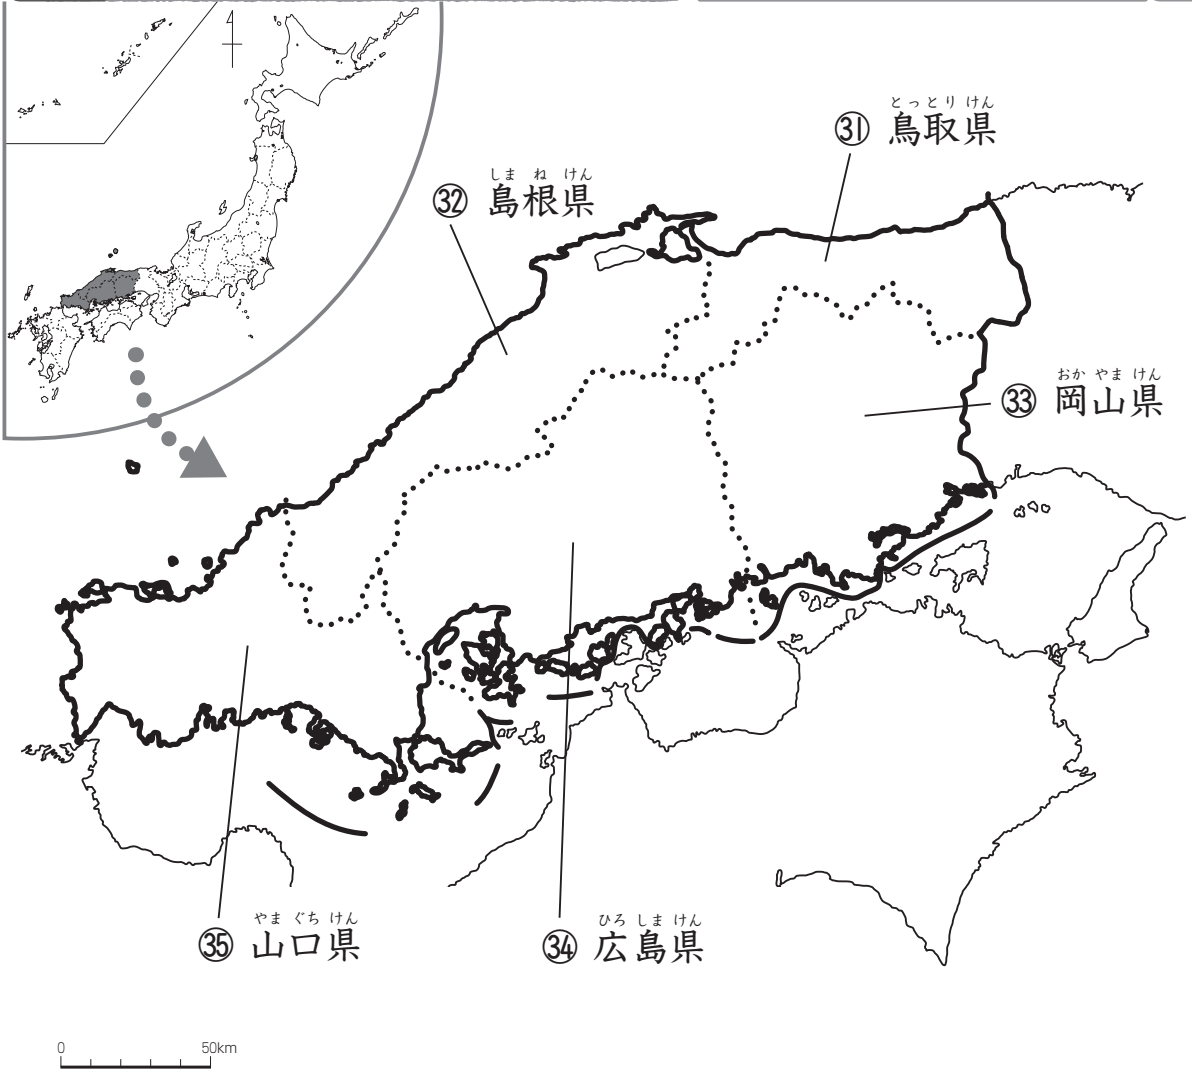 とっとりけん
㉛ 鳥取県
しまねけん
㉜ 島根県
おかやまけん
㉝ 岡山県
やまぐちけん
㉟ 山口県
ひろしまけん
㉞ 広島県
0 50km